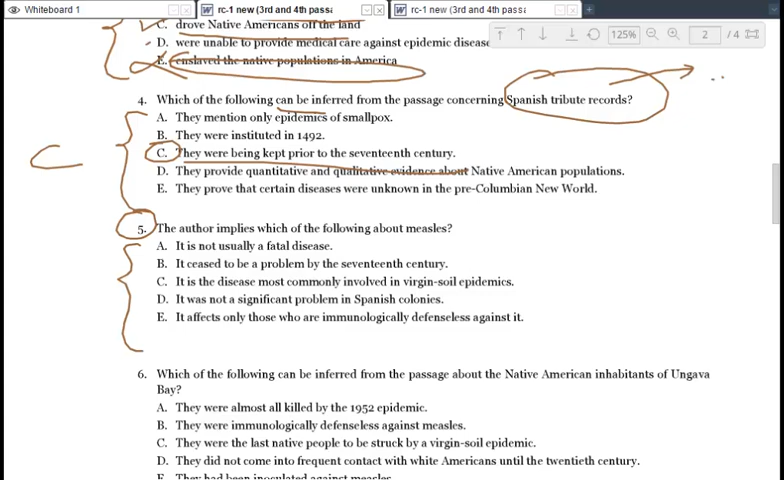 Whiteboard 1
rc-1 new (3rd and 4th passa
rc-1 new (3rd and 4th passa
125%
2 / 4
C. drove Native Americans off the land
D. were unable to provide medical care against epidemic disease
E. enslaved the native populations in America
4. Which of the following can be inferred from the passage concerning Spanish tribute records?
A. They mention only epidemics of smallpox.
B. They were instituted in 1492.
C
C. They were being kept prior to the seventeenth century.
D. They provide quantitative and qualitative evidence about Native American populations.
E. They prove that certain diseases were unknown in the pre-Columbian New World.
5. The author implies which of the following about measles?
A. It is not usually a fatal disease.
B. It ceased to be a problem by the seventeenth century.
C. It is the disease most commonly involved in virgin-soil epidemics.
D. It was not a significant problem in Spanish colonies.
E. It affects only those who are immunologically defenseless against it.
6. Which of the following can be inferred from the passage about the Native American inhabitants of Ungava
Bay?
A. They were almost all killed by the 1952 epidemic.
B. They were immunologically defenseless against measles.
C. They were the last native people to be struck by a virgin-soil epidemic.
D. They did not come into frequent contact with white Americans until the twentieth century.
E. They had been inoculated against measles.